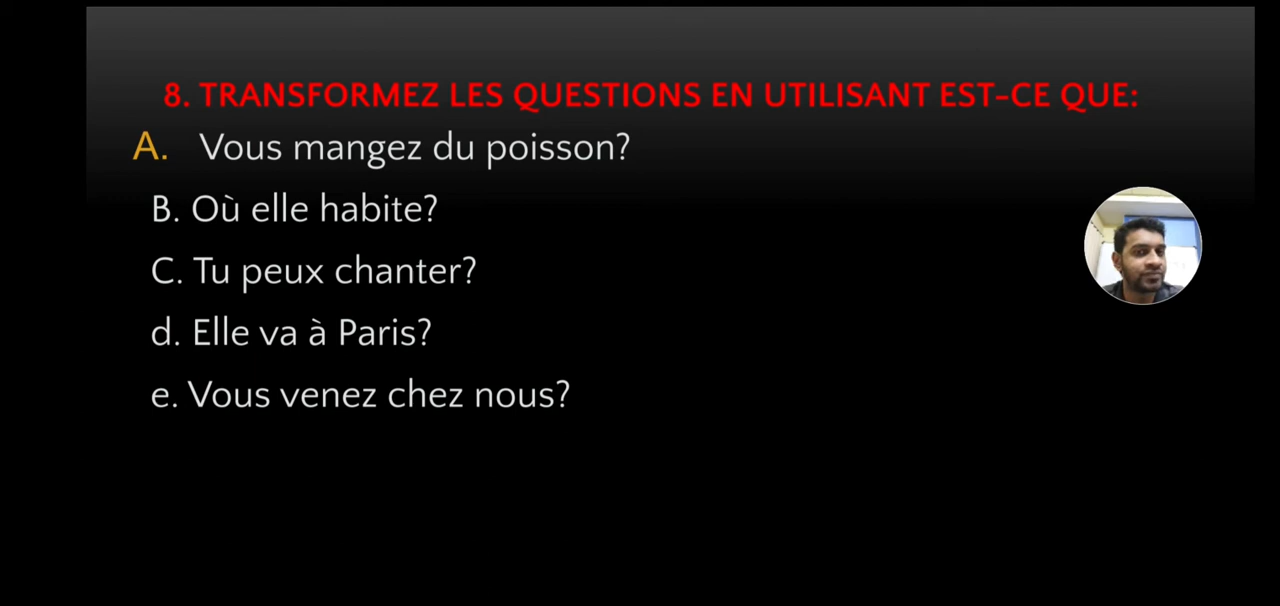 8. TRANSFORMEZ LES QUESTIONS EN UTILISANT EST-CE QUE:
A. Vous mangez du poisson?
B. Où elle habite?
C. Tu peux chanter?
d. Elle va à Paris?
e. Vous venez chez nous?